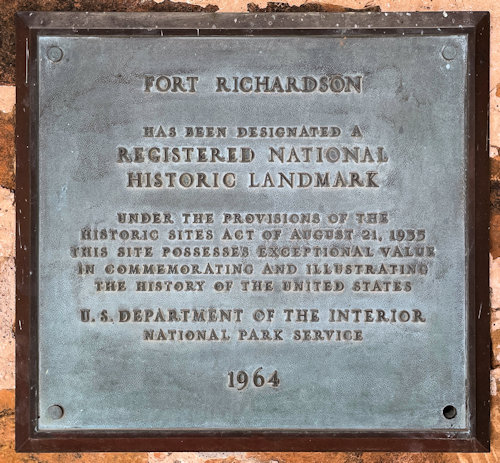 FORT RICHARDSON
HAS BEEN DESIGNATED A
REGISTERED NATIONAL
HISTORIC LANDMARK
UNDER THE PROVISIONS OF THE
HISTORIC SITES ACT OF AUGUST 21, 1935
THIS SITE POSSESSES EXCEPTIONAL VALUE
IN COMMEMORATING AND ILLUSTRATING
THE HISTORY OF THE UNITED STATES
U. S. DEPARTMENT OF THE INTERIOR
NATIONAL PARK SERVICE
1964